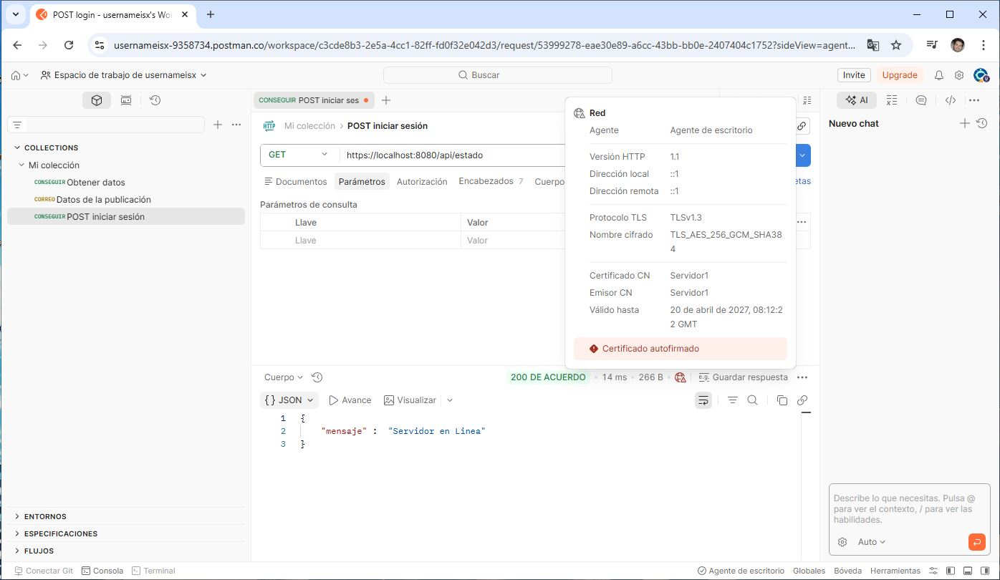 POST login - usernameisx's Wor
usernameisx-9358734.postman.co/workspace/c3cde8b3-2e5a-4cc1-82ff-fd0f32e042d3/request/53999278-eae30e89-a6cc-43bb-bb0e-2407404c1752?sideView=agent...
Espacio de trabajo de usernameisx
Buscar
Invite
Upgrade
COLLECTIONS
Mi colección
CONSEGUIR Obtener datos
CORREO Datos de la publicación
CONSEGUIR POST iniciar sesión
ENTORNOS
ESPECIFICACIONES
FLUJOS
CONSEGUIR POST iniciar ses
HTTP Mi colección > POST iniciar sesión
GET https://localhost:8080/api/estado
Documentos Parámetros Autorización Encabezados 7 Cuerpo etas
Parámetros de consulta
Llave Valor
Llave Valor
Red
Agente Agente de escritorio
Versión HTTP 1.1
Dirección local ::1
Dirección remota ::1
Protocolo TLS TLSv1.3
Nombre cifrado TLS_AES_256_GCM_SHA38
4
Certificado CN Servidor1
Emisor CN Servidor1
Válido hasta 20 de abril de 2027, 08:12:2
2 GMT
Certificado autofirmado
Cuerpo 200 DE ACUERDO 14 ms 266 B e.g. Guardar respuesta
{} JSON Avance Visualizar
1 {
2 "mensaje" : "Servidor en Linea"
3 }
AI
Nuevo chat
Describe lo que necesitas. Pulsa @
para ver el contexto, / para ver las
habilidades.
Auto
Conectar Git Consola Terminal Agente de escritorio Globales Bóveda Herramientas